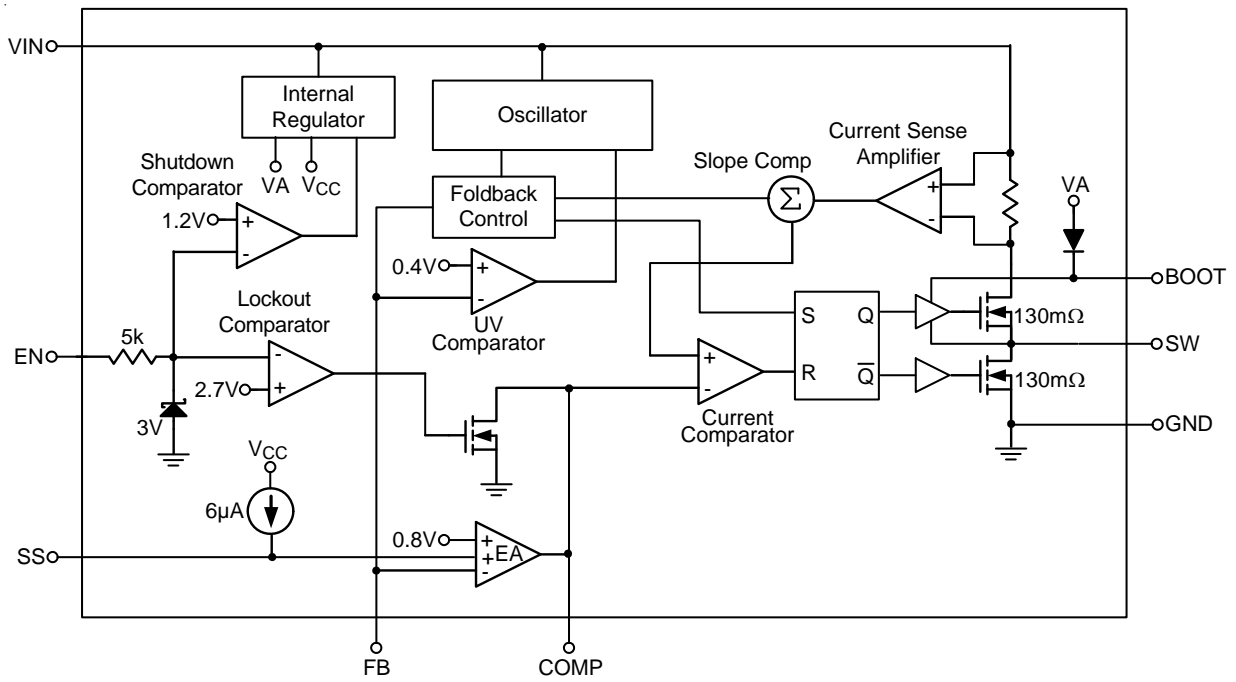 VIN
Internal
Regulator
Oscillator
Current Sense
Amplifier
Slope Comp
Shutdown
Comparator
VA
VCC
Foldback
Control
Σ
+
-
VA
1.2V
+
-
0.4V
+
-
BOOT
Lockout
Comparator
UV
Comparator
S
Q
130mΩ
EN
5k
-
+
2.7V
+
-
R
Q̅
SW
130mΩ
3V
Current
Comparator
GND
VCC
6µA
0.8V
+
+
-
EA
SS
FB
COMP